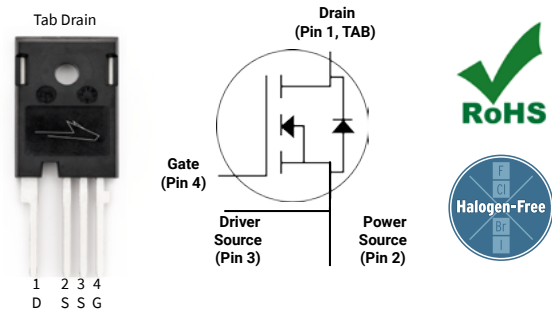 Tab Drain
1 2 3 4
D S S G
Drain
(Pin 1, TAB)
Gate
(Pin 4)
Driver
Source
(Pin 3)
Power
Source
(Pin 2)
RoHS
F
Cl
Halogen-Free
Br
I